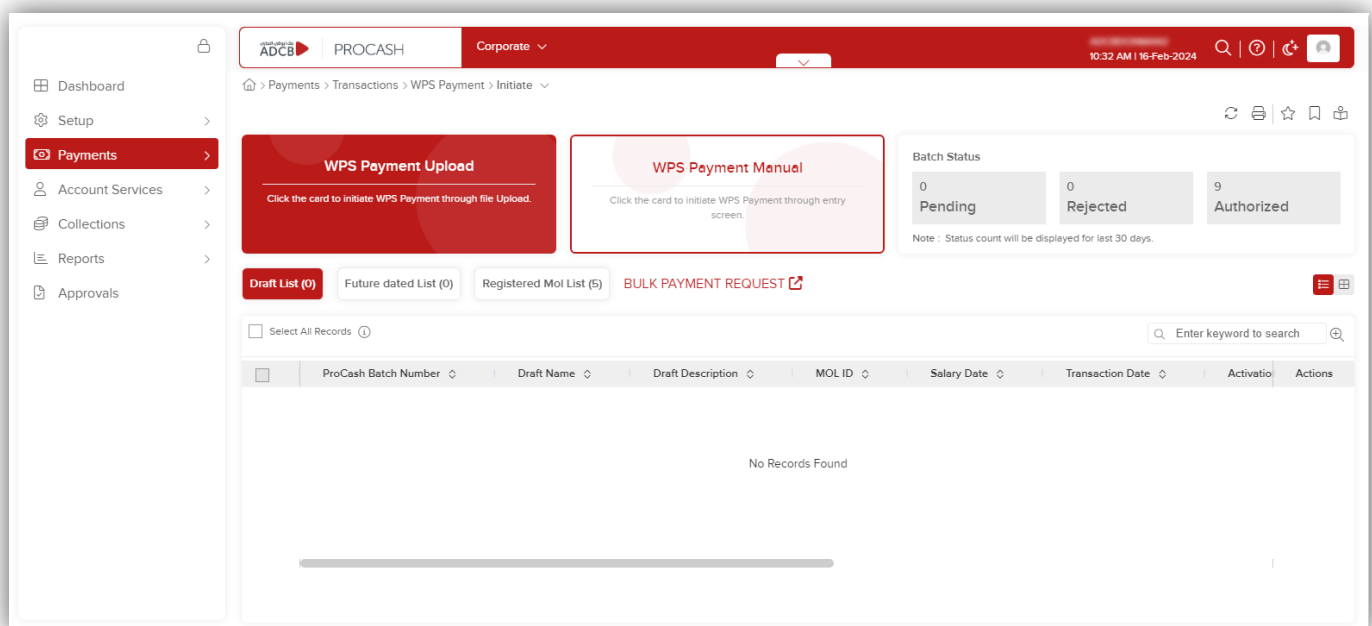 ADCB
PROCASH
Corporate
10:32 AM | 16-Feb-2024
Dashboard
Setup
Payments
Account Services
Collections
Reports
Approvals
> Payments > Transactions > WPS Payment > Initiate
WPS Payment Upload
Click the card to initiate WPS Payment through file Upload.
WPS Payment Manual
Click the card to initiate WPS Payment through entry
screen.
Batch Status
0
Pending
0
Rejected
9
Authorized
Note : Status count will be displayed for last 30 days.
Draft List (0)
Future dated List (0)
Registered Mol List (5)
BULK PAYMENT REQUEST
Select All Records
Enter keyword to search
ProCash Batch Number
Draft Name
Draft Description
MOL ID
Salary Date
Transaction Date
Activatio
Actions
No Records Found